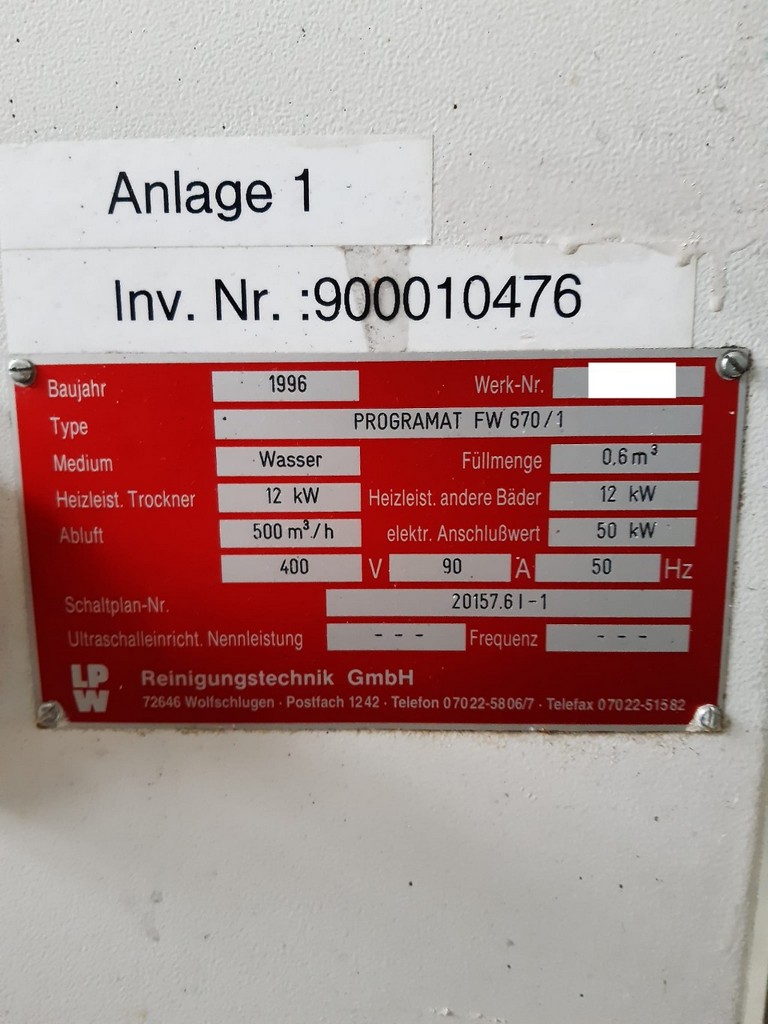 Anlage 1
Inv. Nr. :900010476
Baujahr 1996 Werk-Nr.
Type PROGRAMAT FW 670/1
Medium Wasser Füllmenge 0,6 m³
Heizleist. Trockner 12 kW Heizleist. andere Bäder 12 kW
Abluft 500 m³/h elektr. Anschlußwert 50 kW
400 V 90 A 50 Hz
Schaltplan-Nr. 20157.6 I-1
Ultraschalleinricht. Nennleistung --- Frequenz ---
LPW Reinigungstechnik GmbH
72646 Wolfschlugen · Postfach 1242 · Telefon 07022-5806/7 · Telefax 07022-51582